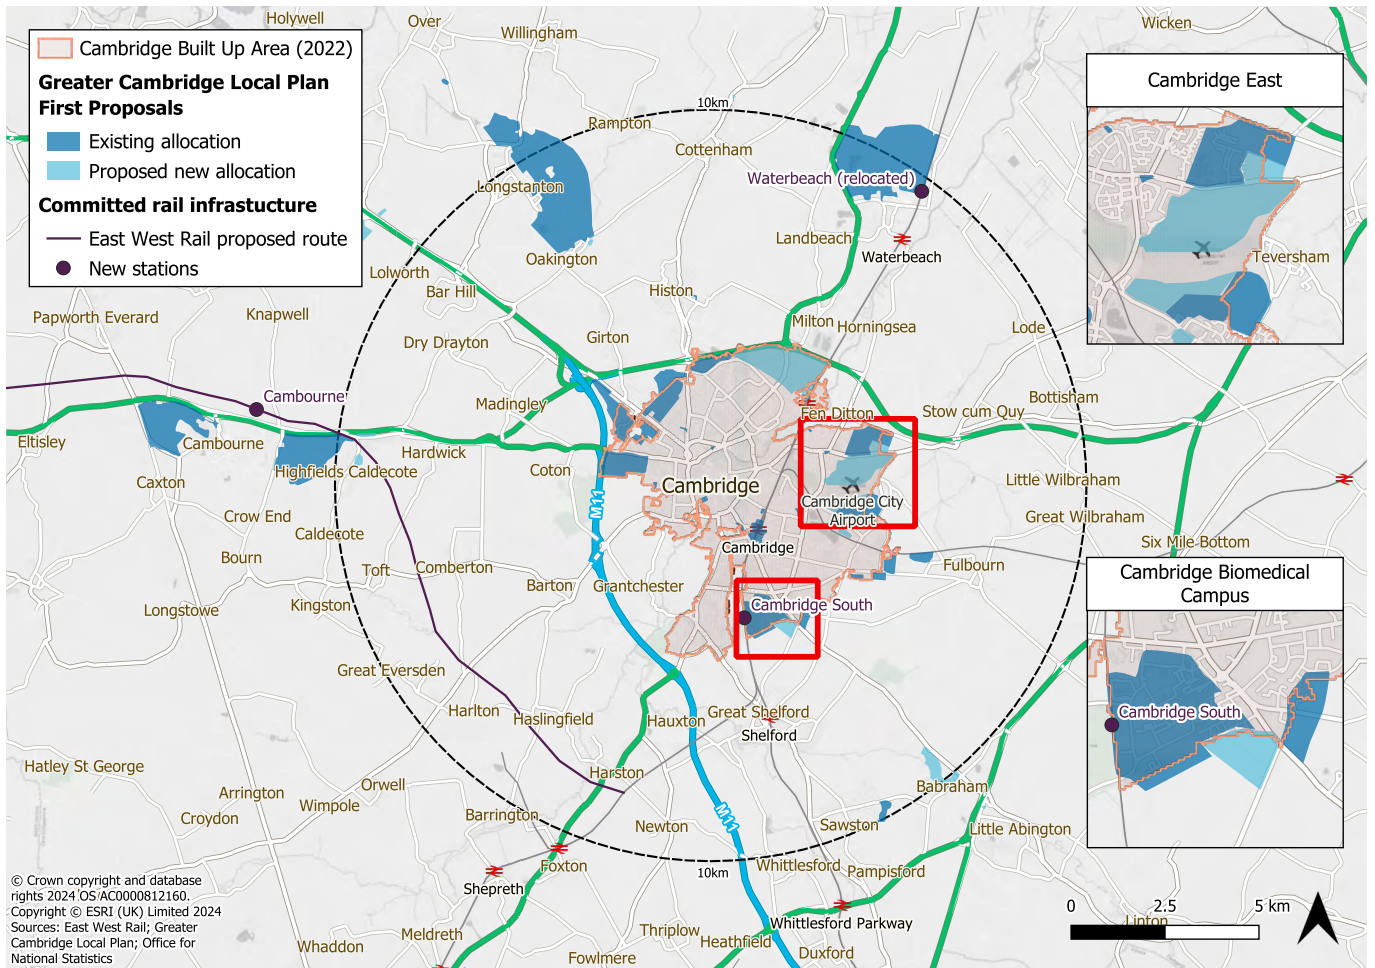 Cambridge Built Up Area (2022)
Greater Cambridge Local Plan
First Proposals
Existing allocation
Proposed new allocation
Committed rail infrastucture
East West Rail proposed route
New stations
Holywell
Over
Willingham
Wicken
10km
Rampton
Cottenham
Longstanton
Waterbeach (relocated)
Oakington
Landbeach
Waterbeach
Lolworth
Bar Hill
Histon
Papworth Everard
Knapwell
Dry Drayton
Girton
Milton
Horningsea
Lode
Cambourne
Madingley
Fen Ditton
Stow cum Quy
Bottisham
Eltisley
Cambourne
Hardwick
Highfields Caldecote
Coton
Caxton
Cambridge
Cambridge City
Airport
Little Wilbraham
Great Wilbraham
Crow End
Caldecote
M11
Cambridge
Six Mile Bottom
Bourn
Toft
Comberton
Barton
Grantchester
Fulbourn
Longstowe
Kingston
Cambridge South
Great Eversden
Harlton
Haslingfield
Hauxton
Great Shelford
Shelford
Hatley St George
Arrington
Wimpole
Orwell
Harston
Babraham
Croydon
Barrington
Newton
M11
Sawston
Little Abington
Foxton
Shepreth
10km
Whittlesford
Pampisford
Whittlesford Parkway
Linton
Whaddon
Meldreth
Thriplow
Heathfield
Duxford
Fowlmere
Cambridge East
Teversham
Cambridge Biomedical
Campus
Cambridge South
0 2.5 5 km
© Crown copyright and database
rights 2024 OS AC0000812160.
Copyright © ESRI (UK) Limited 2024
Sources: East West Rail; Greater
Cambridge Local Plan; Office for
National Statistics